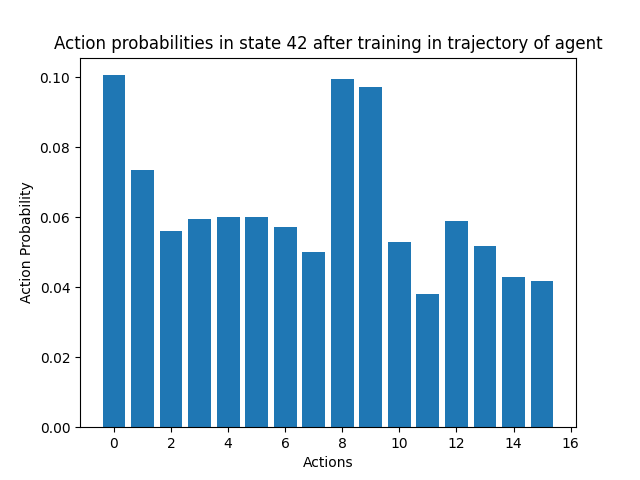 Action probabilities in state 42 after training in trajectory of agent
0.10
0.08
0.06
0.04
0.02
0.00
Action Probability
0 2 4 6 8 10 12 14 16
Actions